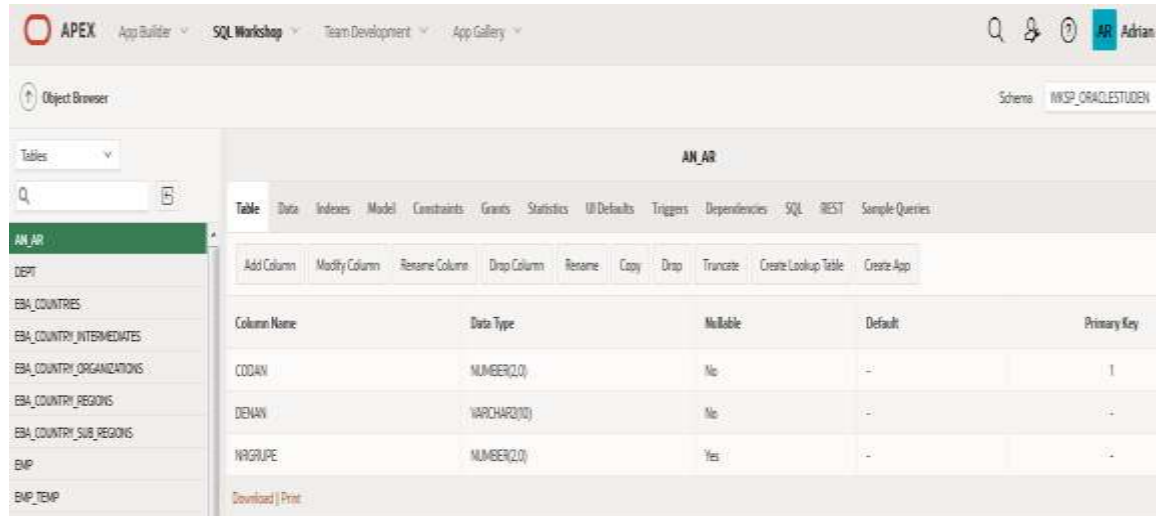 APEX App Builder SQL Workshop Team Development App Gallery AR Adrian
Object Browser Schema WKSP_ORACLESTUDEN
Tables
AN_AR
Table Data Indexes Model Constraints Grants Statistics UI Defaults Triggers Dependencies SQL REST Sample Queries
AN_AR
Add Column Modify Column Rename Column Drop Column Rename Copy Drop Truncate Create Lookup Table Create App
DEPT
EBA_COUNTRIES
Column Name Data Type Nullable Default Primary Key
EBA_COUNTRY_INTERMEDIATES
EBA_COUNTRY_ORGANIZATIONS
CODAN NUMBER(2,0) No - 1
EBA_COUNTRY_REGIONS
DENAN VARCHAR2(10) No - -
EBA_COUNTRY_SUB_REGIONS
NRGRUPE NUMBER(2,0) Yes - -
EMP
EMP_TEMP
Download | Print